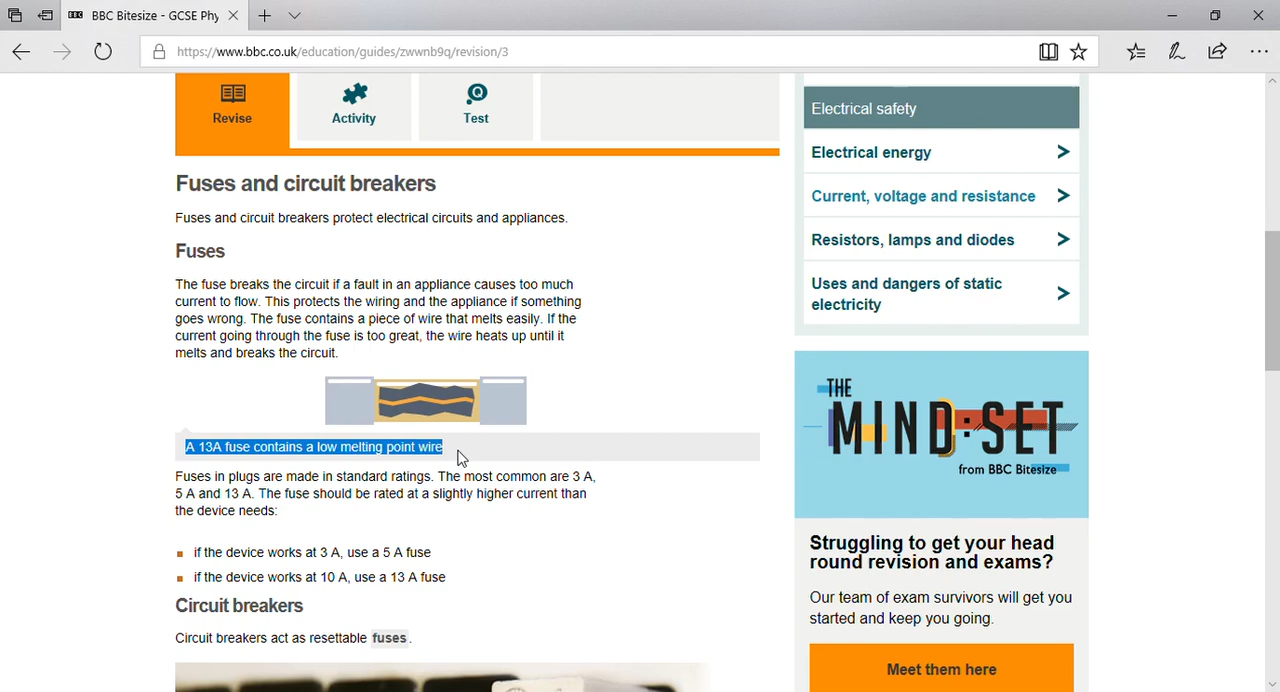 BBC Bitesize - GCSE Phy
https://www.bbc.co.uk/education/guides/zwwnb9q/revision/3
Revise
Activity
Test
Fuses and circuit breakers
Fuses and circuit breakers protect electrical circuits and appliances.
Fuses
The fuse breaks the circuit if a fault in an appliance causes too much
current to flow. This protects the wiring and the appliance if something
goes wrong. The fuse contains a piece of wire that melts easily. If the
current going through the fuse is too great, the wire heats up until it
melts and breaks the circuit.
A 13A fuse contains a low melting point wire
Fuses in plugs are made in standard ratings. The most common are 3 A,
5 A and 13 A. The fuse should be rated at a slightly higher current than
the device needs:
if the device works at 3 A, use a 5 A fuse
if the device works at 10 A, use a 13 A fuse
Circuit breakers
Circuit breakers act as resettable fuses.
Electrical safety
Electrical energy
Current, voltage and resistance
Resistors, lamps and diodes
Uses and dangers of static
electricity
THE
MIND:SET
from BBC Bitesize
Struggling to get your head
round revision and exams?
Our team of exam survivors will get you
started and keep you going.
Meet them here